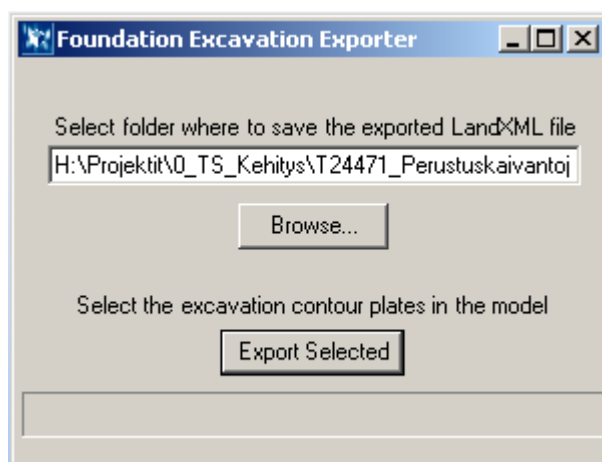 Foundation Excavation Exporter
Select folder where to save the exported LandXML file
H:\Projektit\0_TS_Kehitys\T24471_Perustuskaivantoj
Browse...
Select the excavation contour plates in the model
Export Selected